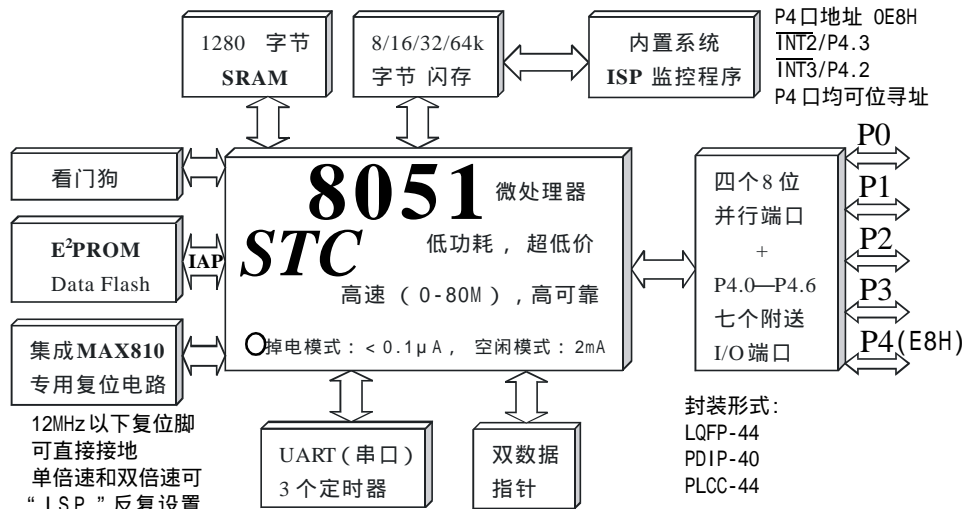 1280 字节
SRAM
8/16/32/64k
字节 闪存
内置系统
ISP 监控程序
P4口地址 0E8H
INT2/P4.3
INT3/P4.2
P4口均可位寻址
看门狗
E²PROM
Data Flash
IAP
集成MAX810
专用复位电路
12MHz以下复位脚
可直接接地
单倍速和双倍速可
“ISP”反复设置
8051 微处理器
STC 低功耗, 超低价
高速 (0-80M), 高可靠
掉电模式: <0.1μA, 空闲模式: 2mA
四个8位
并行端口
+
P4.0—P4.6
七个附送
I/O端口
P0
P1
P2
P3
P4(E8H)
UART(串口)
3个定时器
双数据
指针
封装形式:
LQFP-44
PDIP-40
PLCC-44